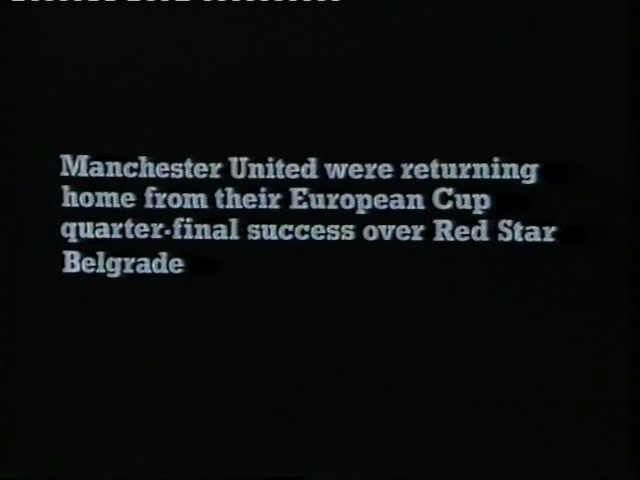 Manchester United were returning
home from their European Cup
quarter-final success over Red Star
Belgrade